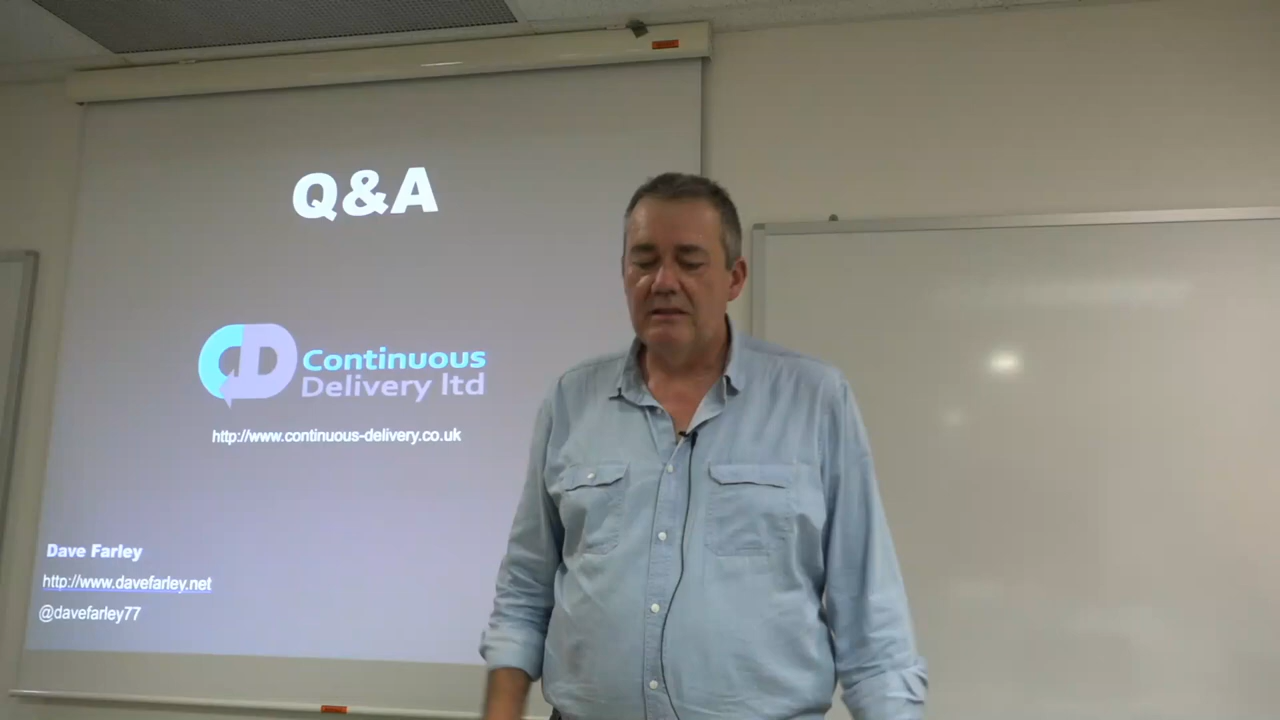 Q&A
Continuous
Delivery ltd
http://www.continuous-delivery.co.uk
Dave Farley
http://www.davefarley.net
@davefarley77